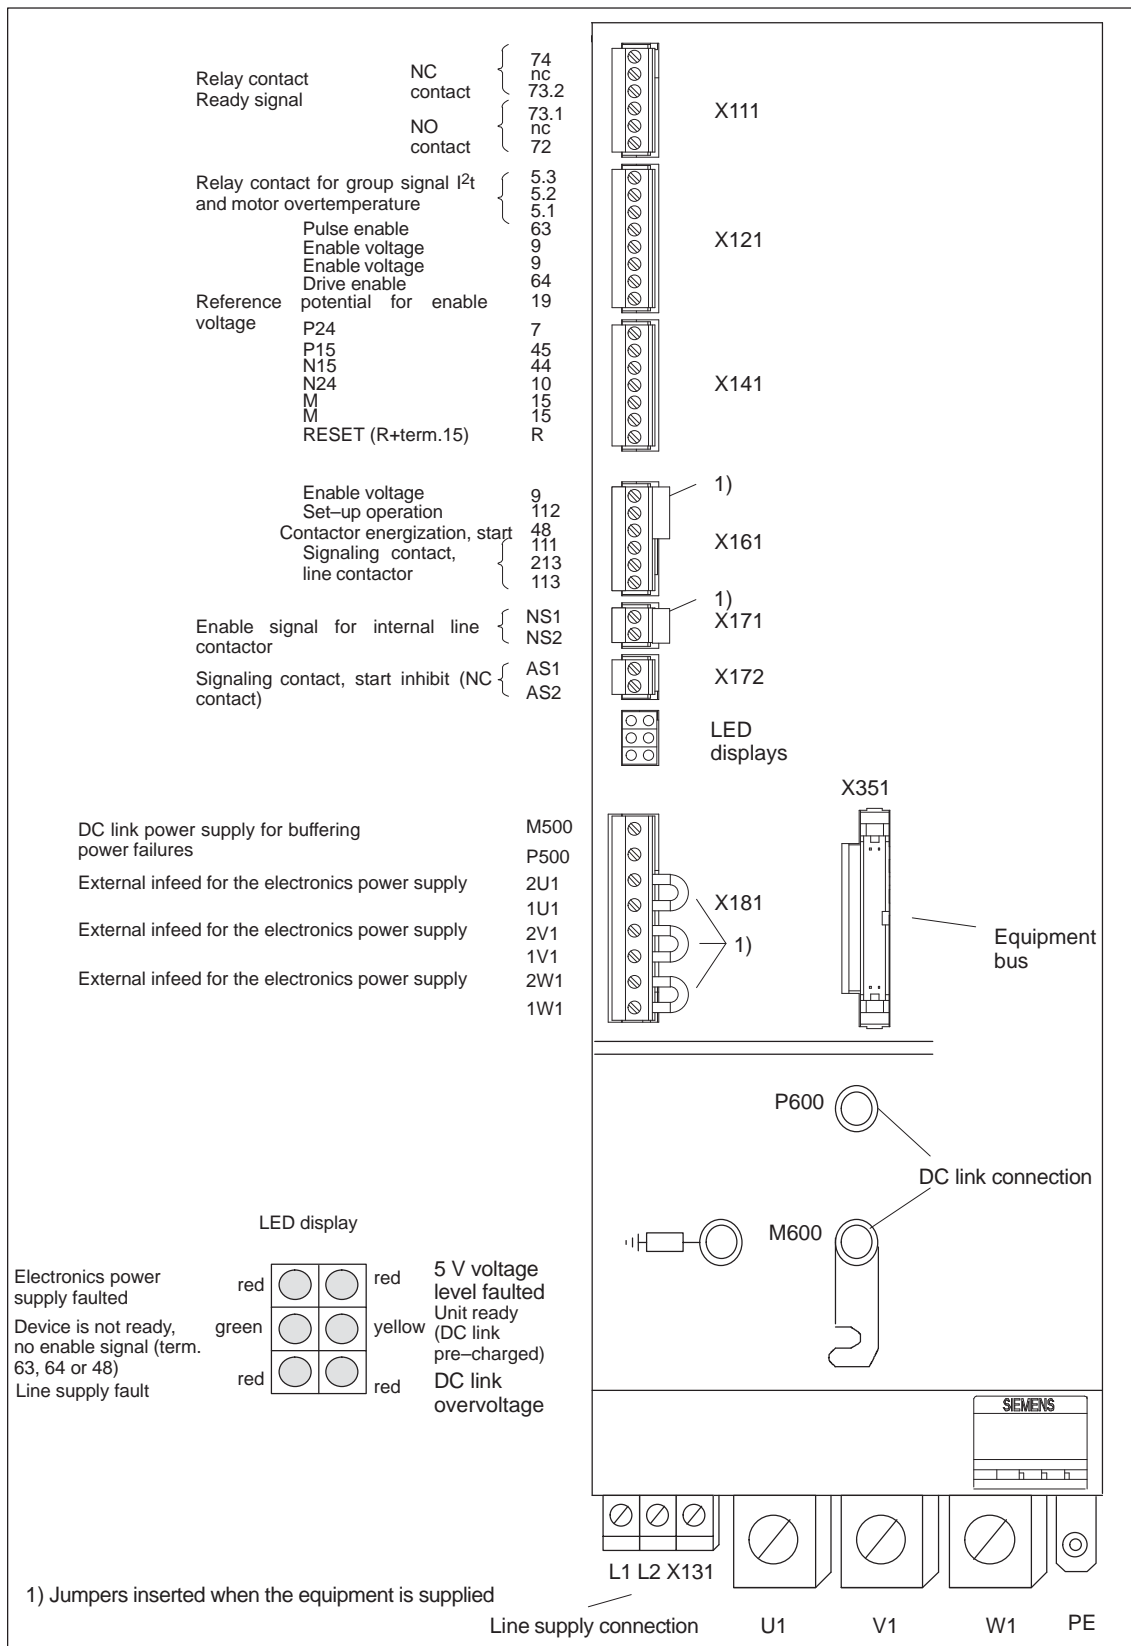 Relay contact
Ready signal
NC
contact
74
nc
73.2
NO
contact
73.1
nc
72
X111
Relay contact for group signal I²t
and motor overtemperature
5.3
5.2
5.1
Pulse enable 63
Enable voltage 9
Enable voltage 9
Drive enable 64
Reference potential for enable
voltage
19
X121
P24 7
P15 45
N15 44
N24 10
M 15
M 15
RESET (R+term.15) R
X141
Enable voltage 9
Set–up operation 112
Contactor energization, start 48
Signaling contact,
line contactor
111
213
113
1)
X161
Enable signal for internal line
contactor
NS1
NS2
1)
X171
Signaling contact, start inhibit (NC
contact)
AS1
AS2
X172
LED
displays
X351
DC link power supply for buffering
power failures
M500
P500
External infeed for the electronics power supply 2U1
1U1
External infeed for the electronics power supply 2V1
1V1
External infeed for the electronics power supply 2W1
1W1
X181
1)
Equipment
bus
P600
DC link connection
M600
LED display
Electronics power
supply faulted
red
red
5 V voltage
level faulted
Device is not ready,
no enable signal (term.
63, 64 or 48)
green
yellow
Unit ready
(DC link
pre–charged)
Line supply fault
red
red
DC link
overvoltage
SIEMENS
L1 L2 X131
1) Jumpers inserted when the equipment is supplied
Line supply connection
U1
V1
W1
PE